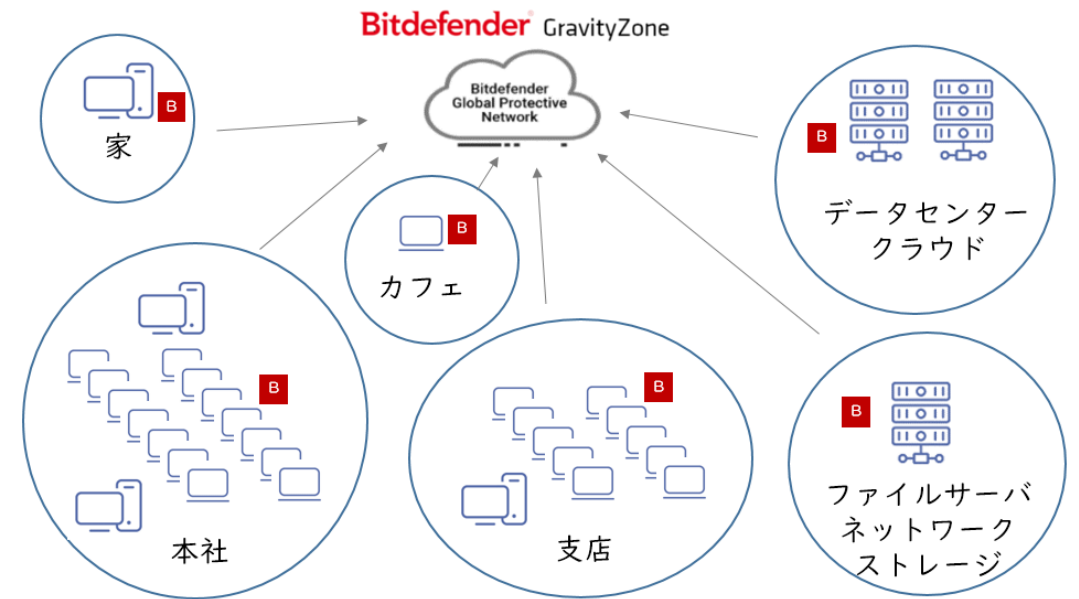 Bitdefender® GravityZone
Bitdefender
Global Protective
Network
B
家
B
データセンター
クラウド
B
カフェ
B
本社
B
支店
B
ファイルサーバ
ネットワーク
ストレージ